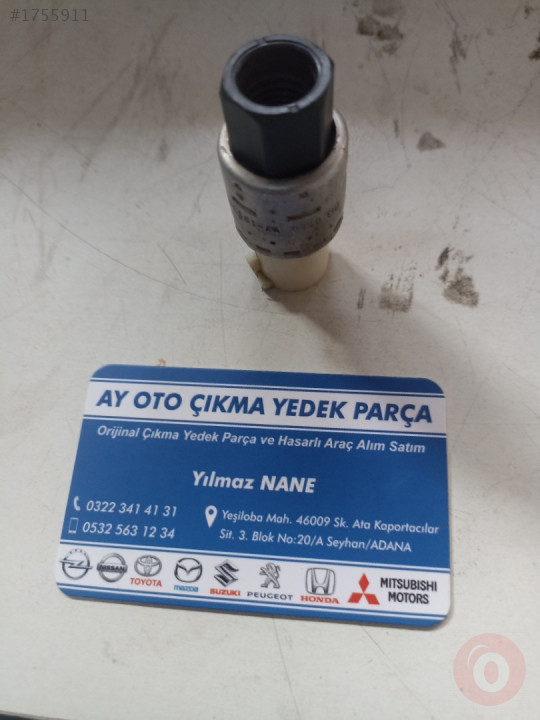 #1755911
AY OTO ÇIKMA YEDEK PARÇA
Orijinal Çıkma Yedek Parça ve Hasarlı Araç Alım Satım
Yılmaz NANE
0322 341 41 31
0532 563 12 34
Yeşiloba Mah. 46009 Sk. Ata Kaportacılar
Sit. 3. Blok No:20/A Seyhan/ADANA
NISSAN
TOYOTA
mazda
SUZUKI
PEUGEOT
HONDA
MITSUBISHI
MOTORS